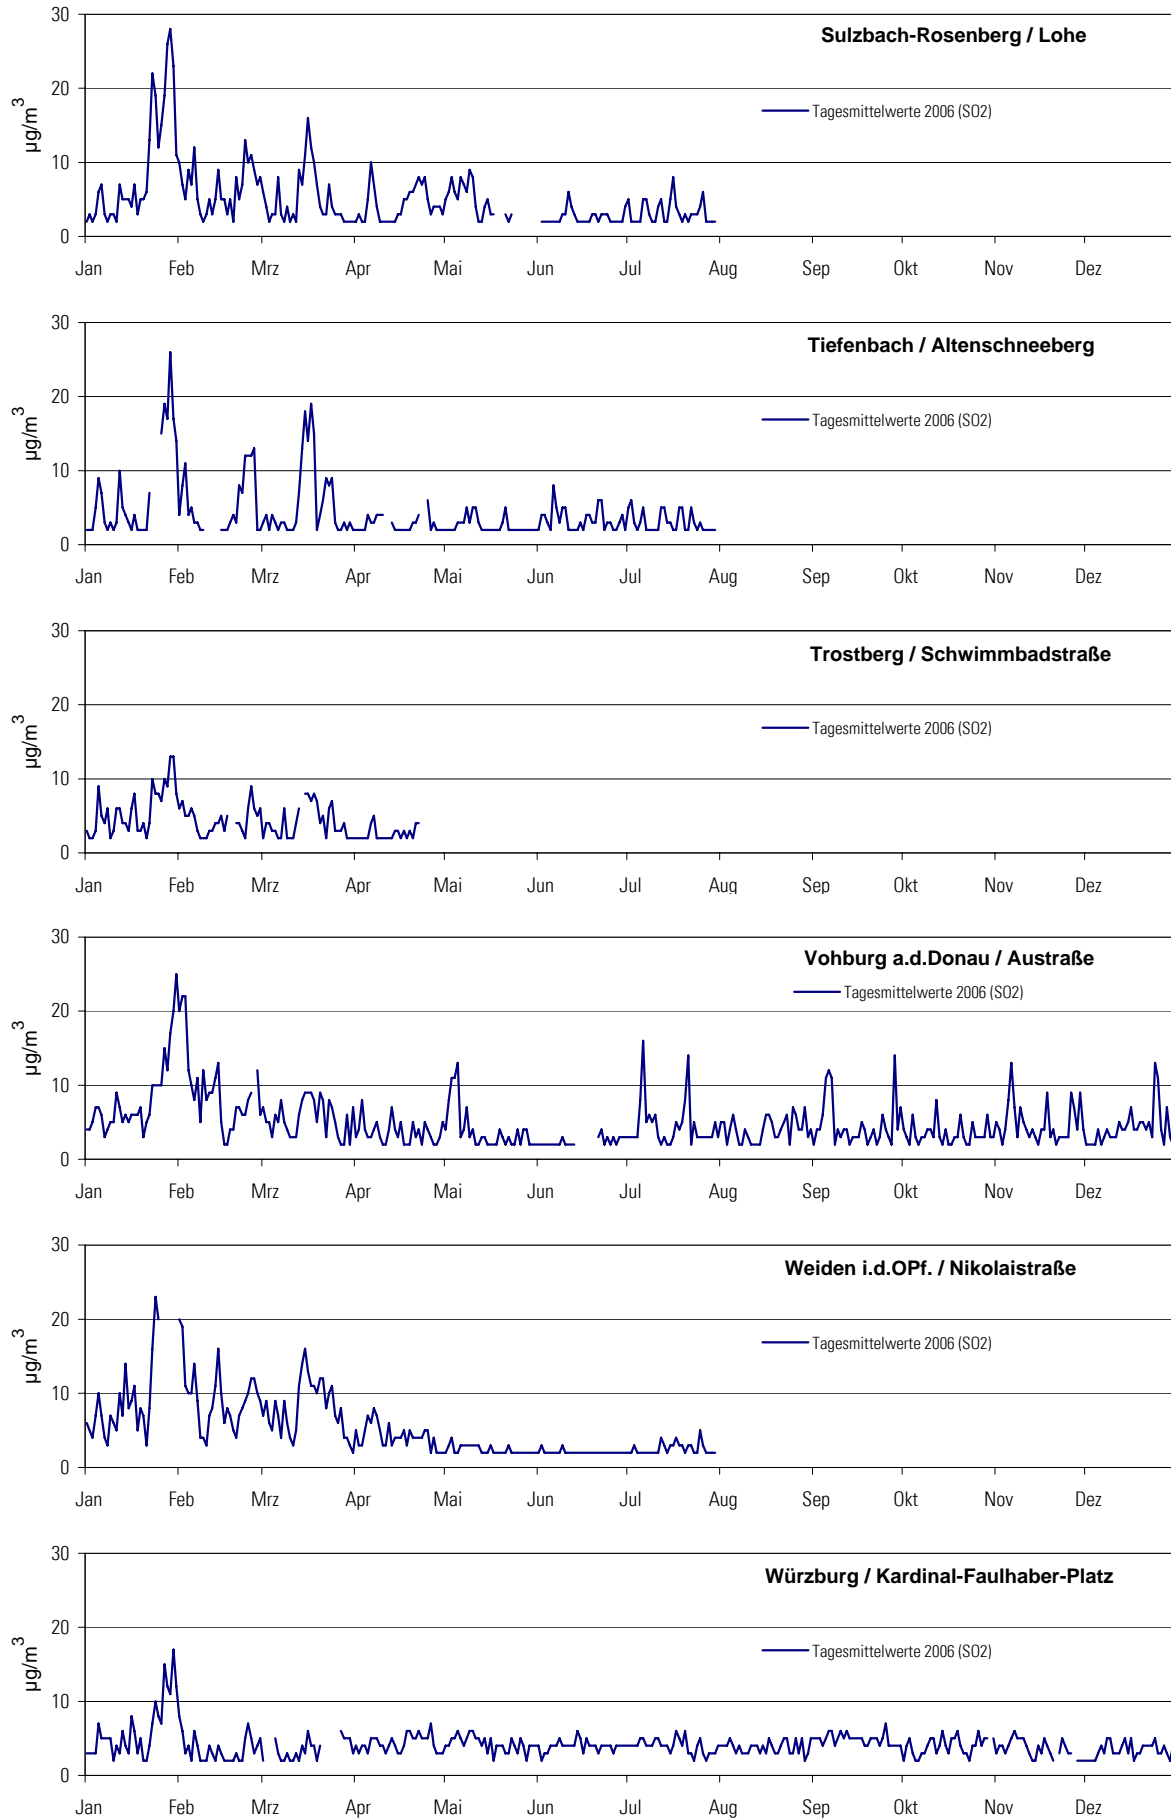 Sulzbach-Rosenberg / Lohe
Tagesmittelwerte 2006 (SO2)
µg/m³
30
20
10
0
Jan Feb Mrz Apr Mai Jun Jul Aug Sep Okt Nov Dez
Tiefenbach / Altenschneeberg
Tagesmittelwerte 2006 (SO2)
µg/m³
30
20
10
0
Jan Feb Mrz Apr Mai Jun Jul Aug Sep Okt Nov Dez
Trostberg / Schwimmbadstraße
Tagesmittelwerte 2006 (SO2)
µg/m³
30
20
10
0
Jan Feb Mrz Apr Mai Jun Jul Aug Sep Okt Nov Dez
Vohburg a.d.Donau / Austraße
Tagesmittelwerte 2006 (SO2)
µg/m³
30
20
10
0
Jan Feb Mrz Apr Mai Jun Jul Aug Sep Okt Nov Dez
Weiden i.d.OPf. / Nikolaistraße
Tagesmittelwerte 2006 (SO2)
µg/m³
30
20
10
0
Jan Feb Mrz Apr Mai Jun Jul Aug Sep Okt Nov Dez
Würzburg / Kardinal-Faulhaber-Platz
Tagesmittelwerte 2006 (SO2)
µg/m³
30
20
10
0
Jan Feb Mrz Apr Mai Jun Jul Aug Sep Okt Nov Dez